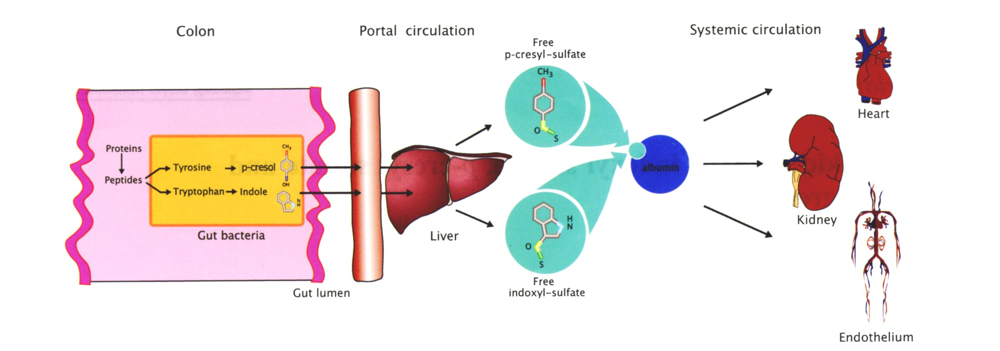 Colon
Portal circulation
Systemic circulation
Free
p-cresyl-sulfate
CH3
O
S
Heart
Proteins
Peptides
Tyrosine
p-cresol
CH3
OH
Tryptophan
Indole
N
H
Gut bacteria
Gut lumen
Liver
albumin
H
N
O
S
Free
indoxyl-sulfate
Kidney
Endothelium